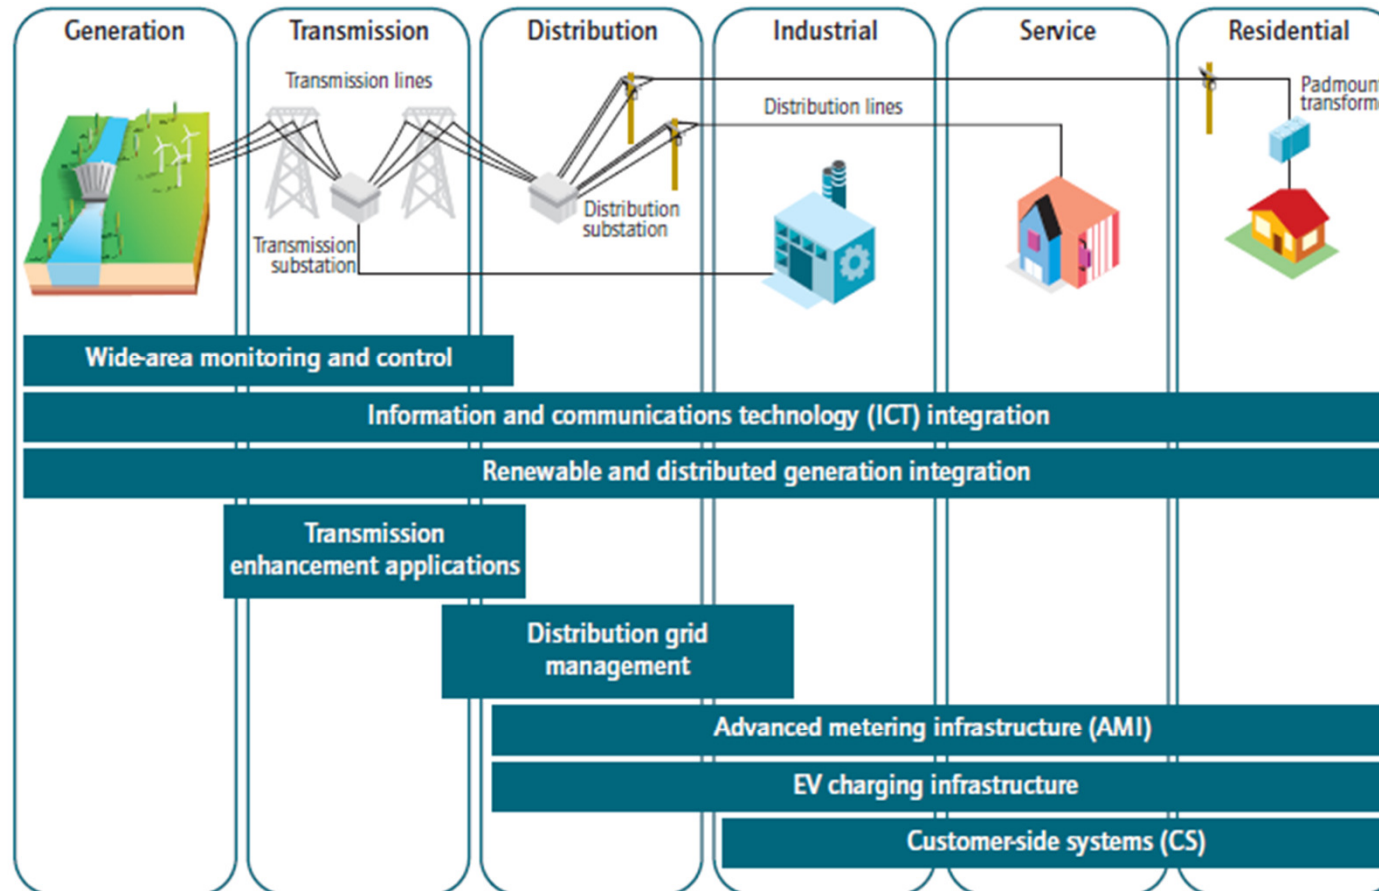 Generation
Transmission
Distribution
Industrial
Service
Residential
Transmission lines
Distribution lines
Padmount
transforme
Distribution
substation
Transmission
substation
Wide-area monitoring and control
Information and communications technology (ICT) integration
Renewable and distributed generation integration
Transmission
enhancement applications
Distribution grid
management
Advanced metering infrastructure (AMI)
EV charging infrastructure
Customer-side systems (CS)